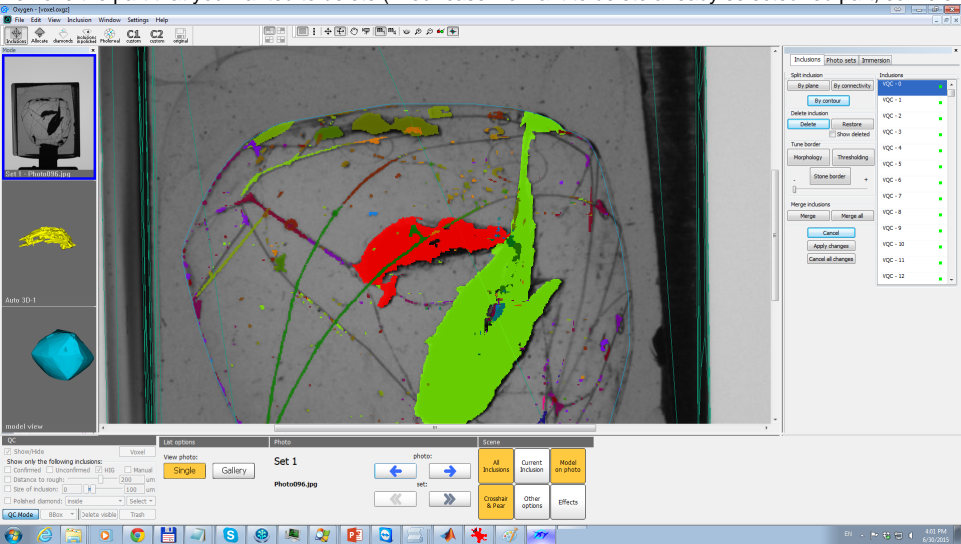 Oxygen - [voxel.oxgz]
File Edit View Inclusion Window Settings Help
Inclusions Allocate diamonds Inclusions in polished Photoreal C1 custom C2 custom original
Mode
Set 1 - Photo096.jpg
Auto 3D-1
model view
Inclusions Photo sets Immersion
Split inclusion
By plane By connectivity
By contour
Delete inclusion
Delete Restore
Show deleted
Tune border
Morphology Thresholding
- Stone border +
Merge inclusions
Merge Merge all
Cancel
Apply changes
Cancel all changes
Inclusions
VQC - 0
VQC - 1
VQC - 2
VQC - 3
VQC - 4
VQC - 5
VQC - 6
VQC - 7
VQC - 8
VQC - 9
VQC - 10
VQC - 11
VQC - 12
QC
Show/Hide Voxel
Show only the following inclusions:
Confirmed Unconfirmed HIG Manual
Distance to rough: 200 um
Size of inclusion: 0 100 um
Polished diamond: inside Select
QC Mode BBox Delete visible Trash
List options
View photo:
Single Gallery
Photo
Set 1
Photo096.jpg
photo:
set:
Scene
All Inclusions Current Inclusion Model on photo
Crosshair & Pear Other options Effects
EN
4:01 PM
6/30/2015